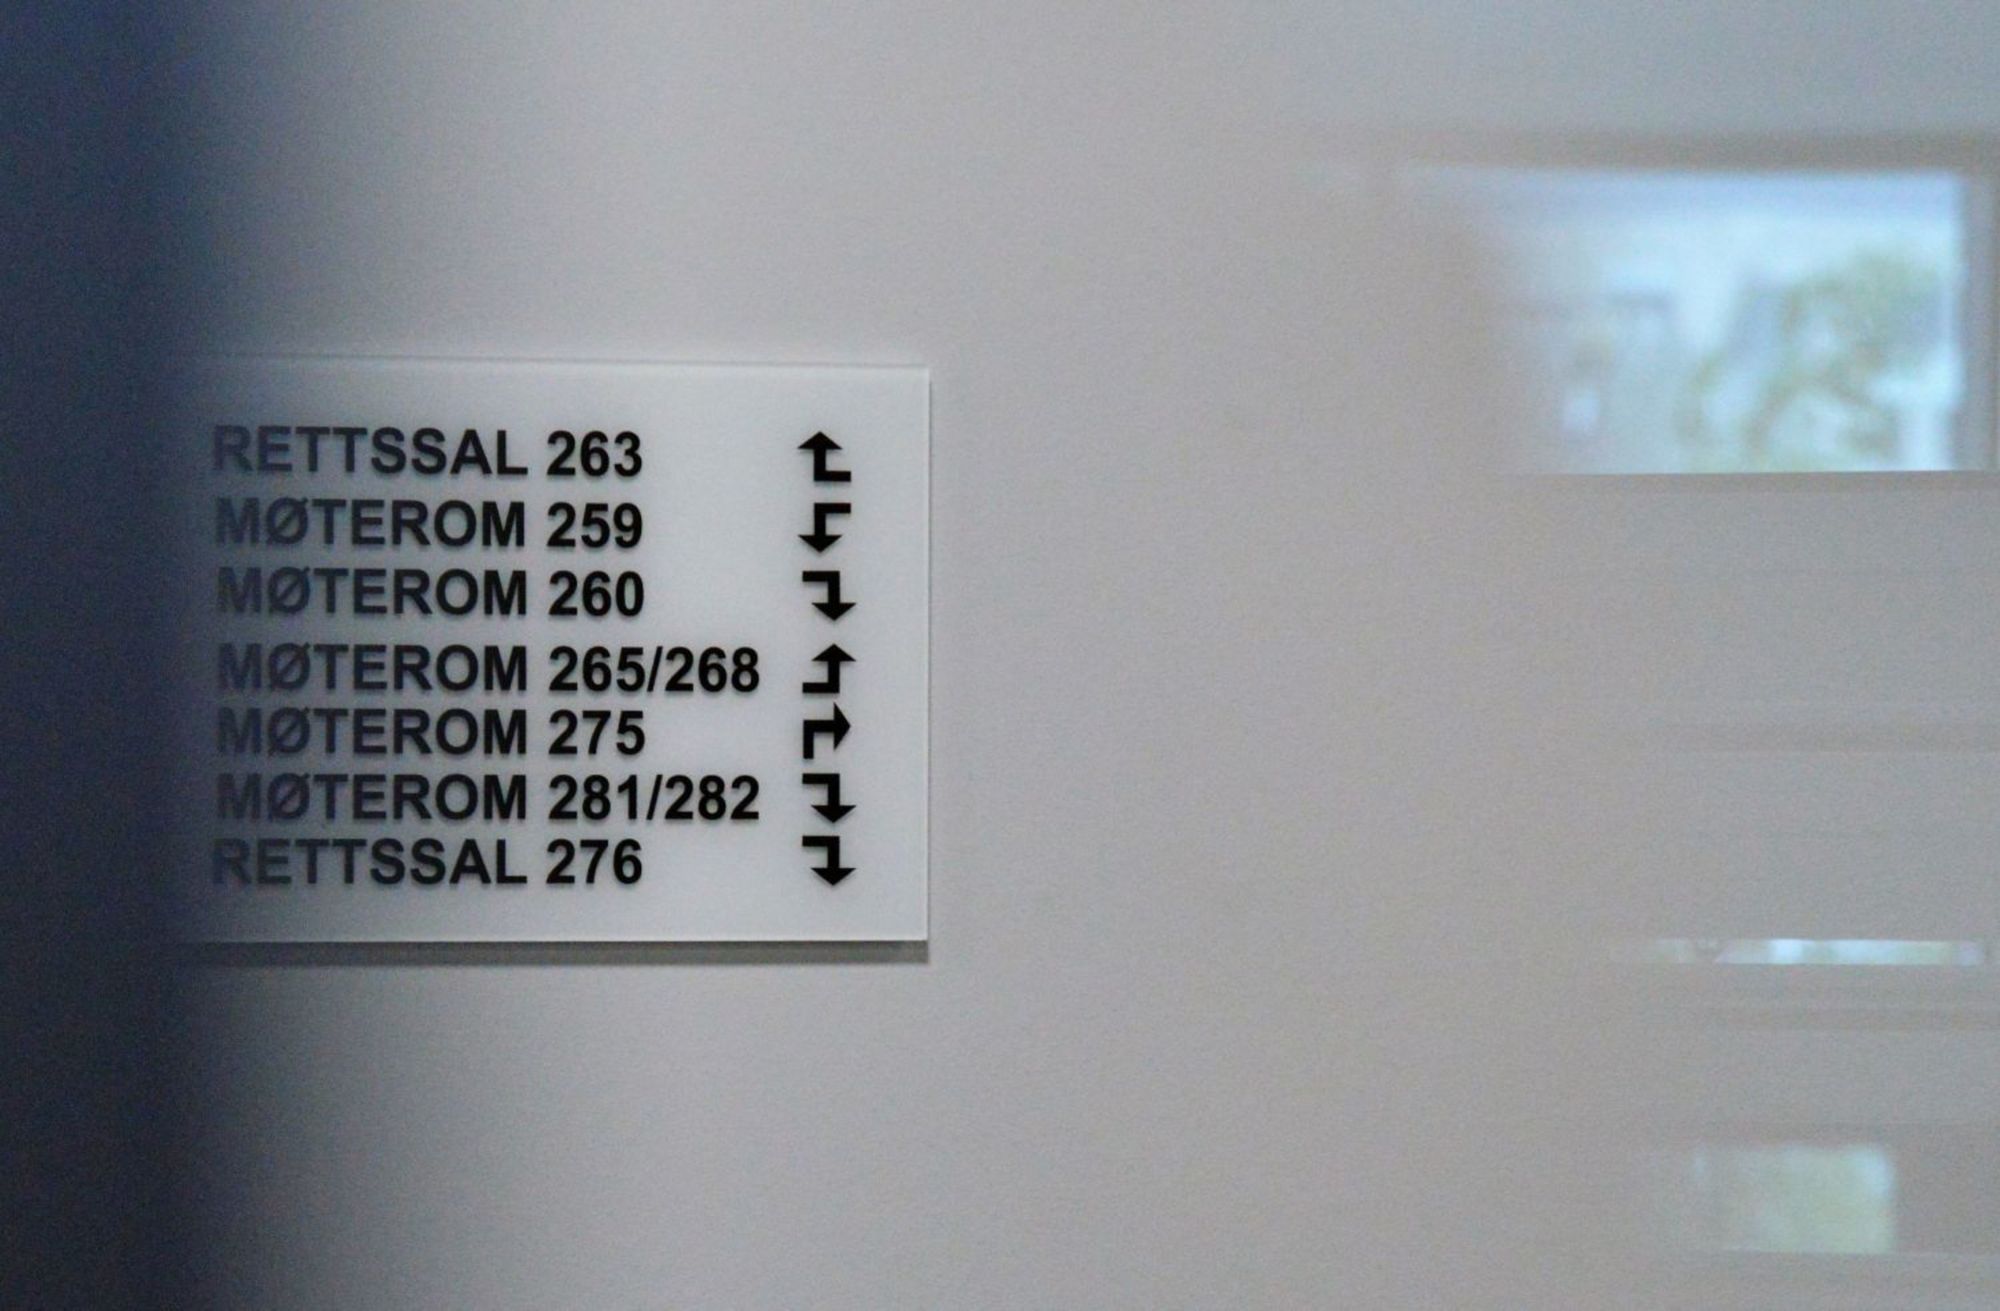 RETTSSAL 263
MØTEROM 259
MØTEROM 260
MØTEROM 265/268
MØTEROM 275
MØTEROM 281/282
RETTSSAL 276